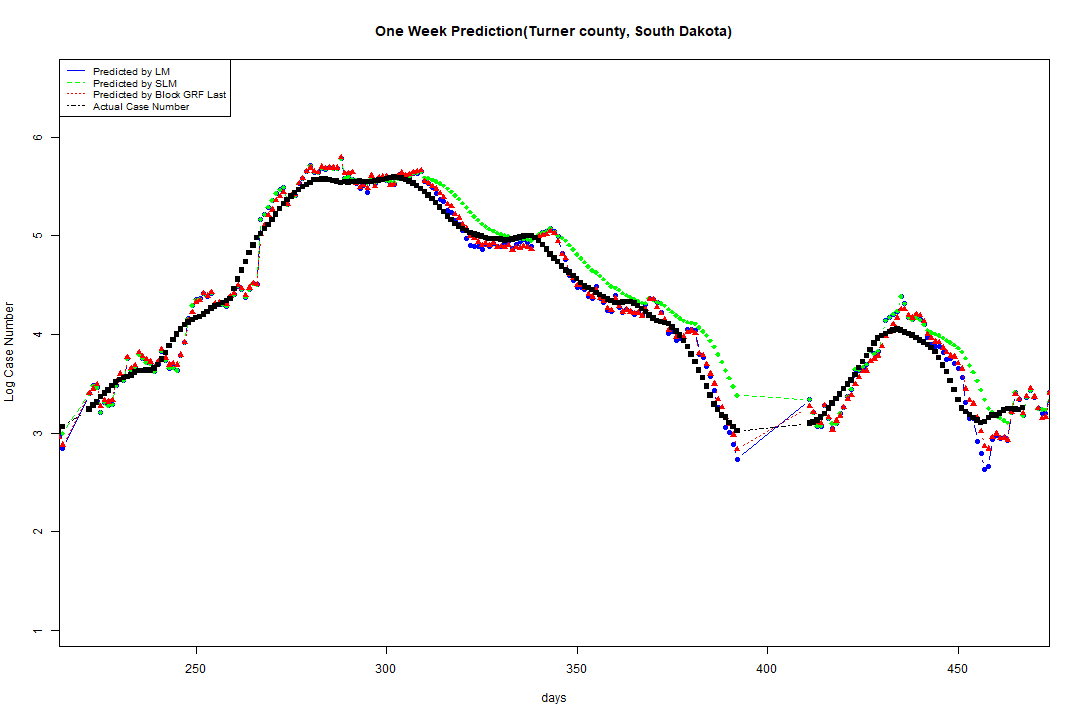 One Week Prediction(Turner county, South Dakota)
Predicted by LM
Predicted by SLM
Predicted by Block GRF Last
Actual Case Number
Log Case Number
6
5
4
3
2
1
250 300 350 400 450
days